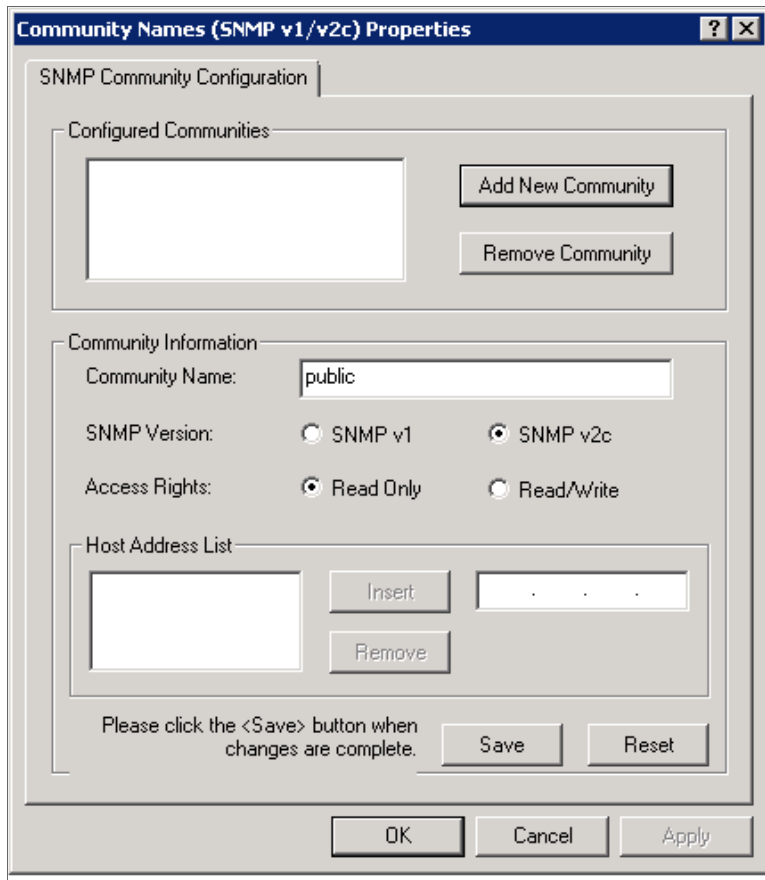 Community Names (SNMP v1/v2c) Properties
SNMP Community Configuration
Configured Communities
Add New Community
Remove Community
Community Information
Community Name: public
SNMP Version: SNMP v1 SNMP v2c
Access Rights: Read Only Read/Write
Host Address List
Insert . . .
Remove
Please click the <Save> button when
changes are complete. Save Reset
OK Cancel Apply